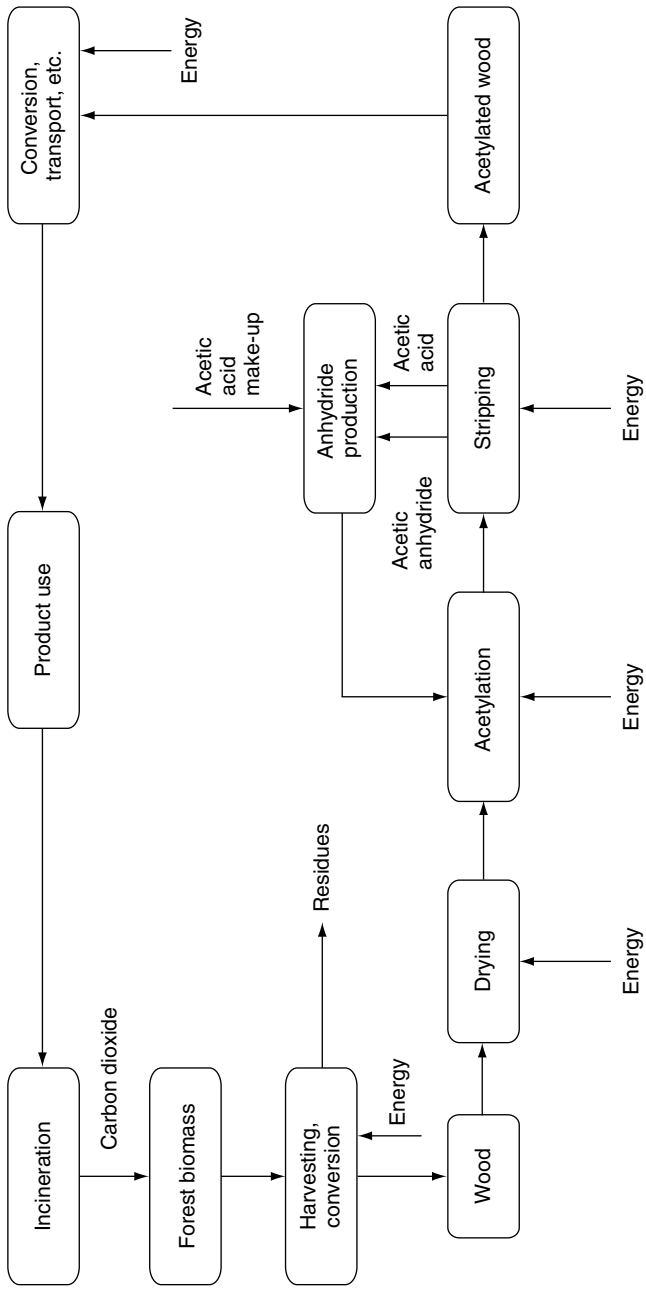 Incineration
Product use
Conversion,
transport, etc.
Carbon dioxide
Energy
Forest biomass
Acetic
acid
make-up
Harvesting,
conversion
Residues
Anhydride
production
Energy
Acetic
anhydride
Acetic
acid
Wood
Drying
Acetylation
Stripping
Acetylated wood
Energy
Energy
Energy